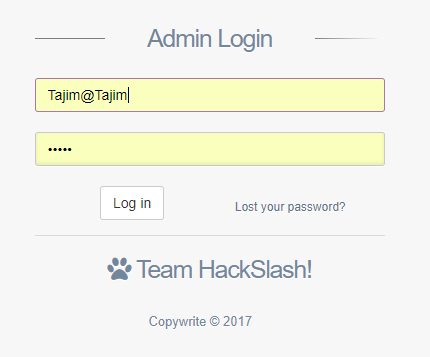 Admin Login
Tajim@Tajim
•••••
Log in
Lost your password?
Team HackSlash!
Copywrite © 2017